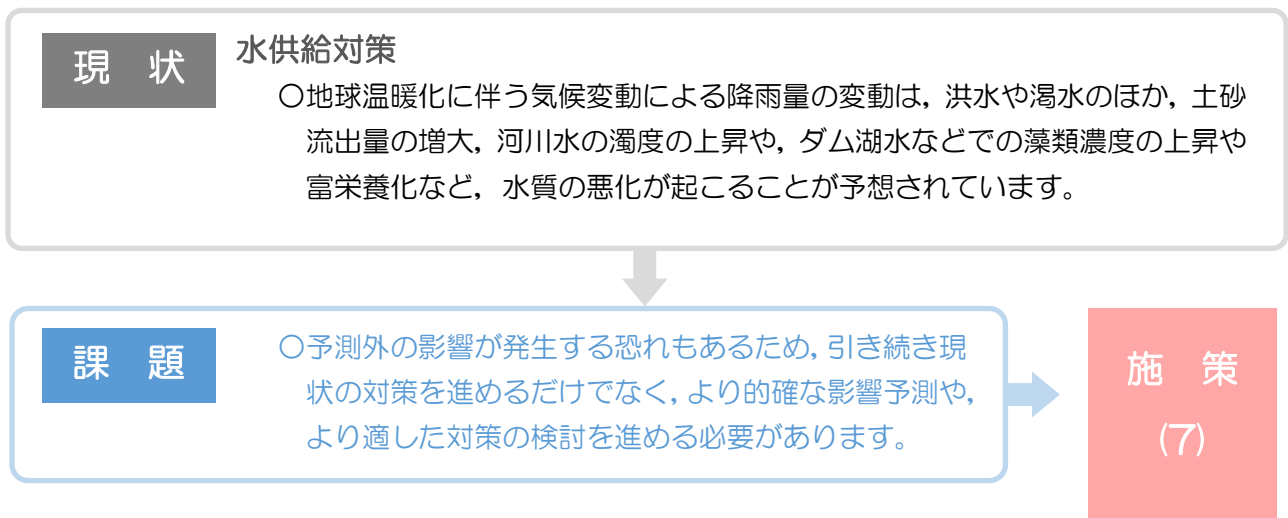 現 状
水供給対策
○地球温暖化に伴う気候変動による降雨量の変動は，洪水や渇水のほか，土砂
流出量の増大，河川水の濁度の上昇や，ダム湖水などでの藻類濃度の上昇や
富栄養化など，水質の悪化が起こることが予想されています。
課 題
○予測外の影響が発生する恐れもあるため，引き続き現
状の対策を進めるだけでなく，より的確な影響予測や，
より適した対策の検討を進める必要があります。
施 策
(7)